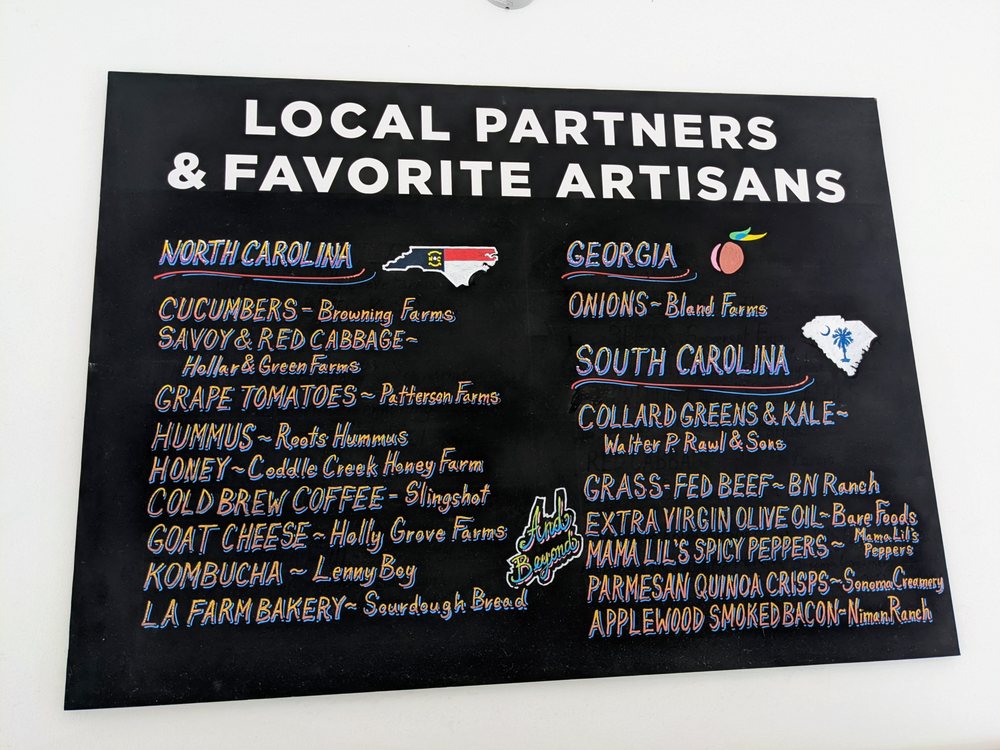 LOCAL PARTNERS
& FAVORITE ARTISANS
NORTH CAROLINA
CUCUMBERS - Browning Farms
SAVOY & RED CABBAGE~
Hollar & Green Farms
GRAPE TOMATOES ~ Patterson Farms
HUMMUS ~ Roots Hummus
HONEY ~ Coddle Creek Honey Farm
COLD BREW COFFEE - Slingshot
GOAT CHEESE ~ Holly Grove Farms
KOMBUCHA ~ Lenny Boy
LA FARM BAKERY ~ Sourdough Bread
GEORGIA
ONIONS ~ Bland Farms
SOUTH CAROLINA
COLLARD GREENS & KALE ~
Walter P. Rawl & Sons
And
Beyond
GRASS-FED BEEF ~ BN Ranch
EXTRA VIRGIN OLIVE OIL ~ Bare Foods
MAMA LIL'S SPICY PEPPERS ~ Mama Lil's
Peppers
PARMESAN QUINOA CRISPS ~ Sonoma Creamery
APPLEWOOD SMOKED BACON ~ Niman Ranch